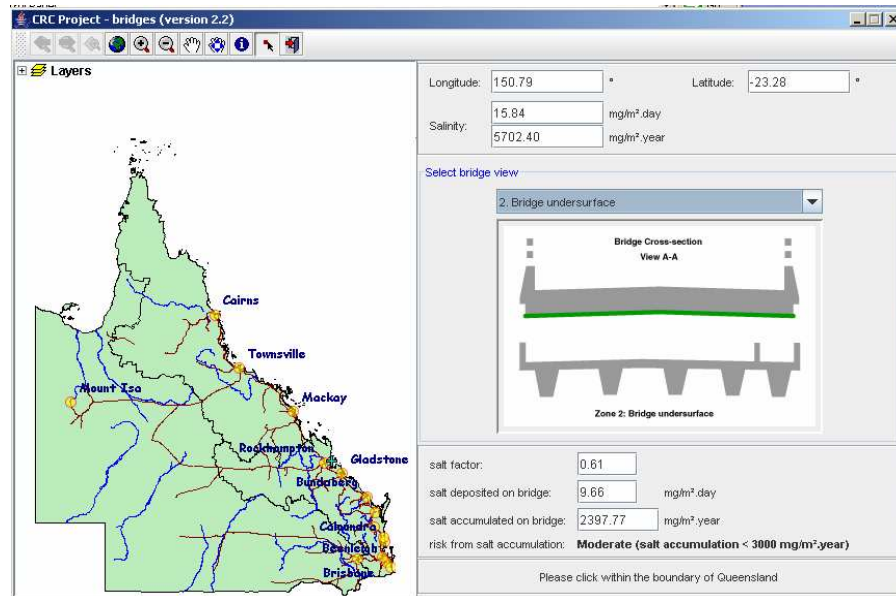 CRC Project - bridges (version 2.2)
Layers
Cairns
Townsville
Mount Isa
Mackay
Rockhampton
Gladstone
Bundaberg
Caloundra
Beenleigh
Brisbane
Longitude: 150.79 ° Latitude: -23.28 °
Salinity: 15.84 mg/m².day
5702.40 mg/m².year
Select bridge view
2. Bridge undersurface
Bridge Cross-section
View A-A
Zone 2: Bridge undersurface
salt factor: 0.61
salt deposited on bridge: 9.66 mg/m².day
salt accumulated on bridge: 2397.77 mg/m².year
risk from salt accumulation: Moderate (salt accumulation < 3000 mg/m².year)
Please click within the boundary of Queensland